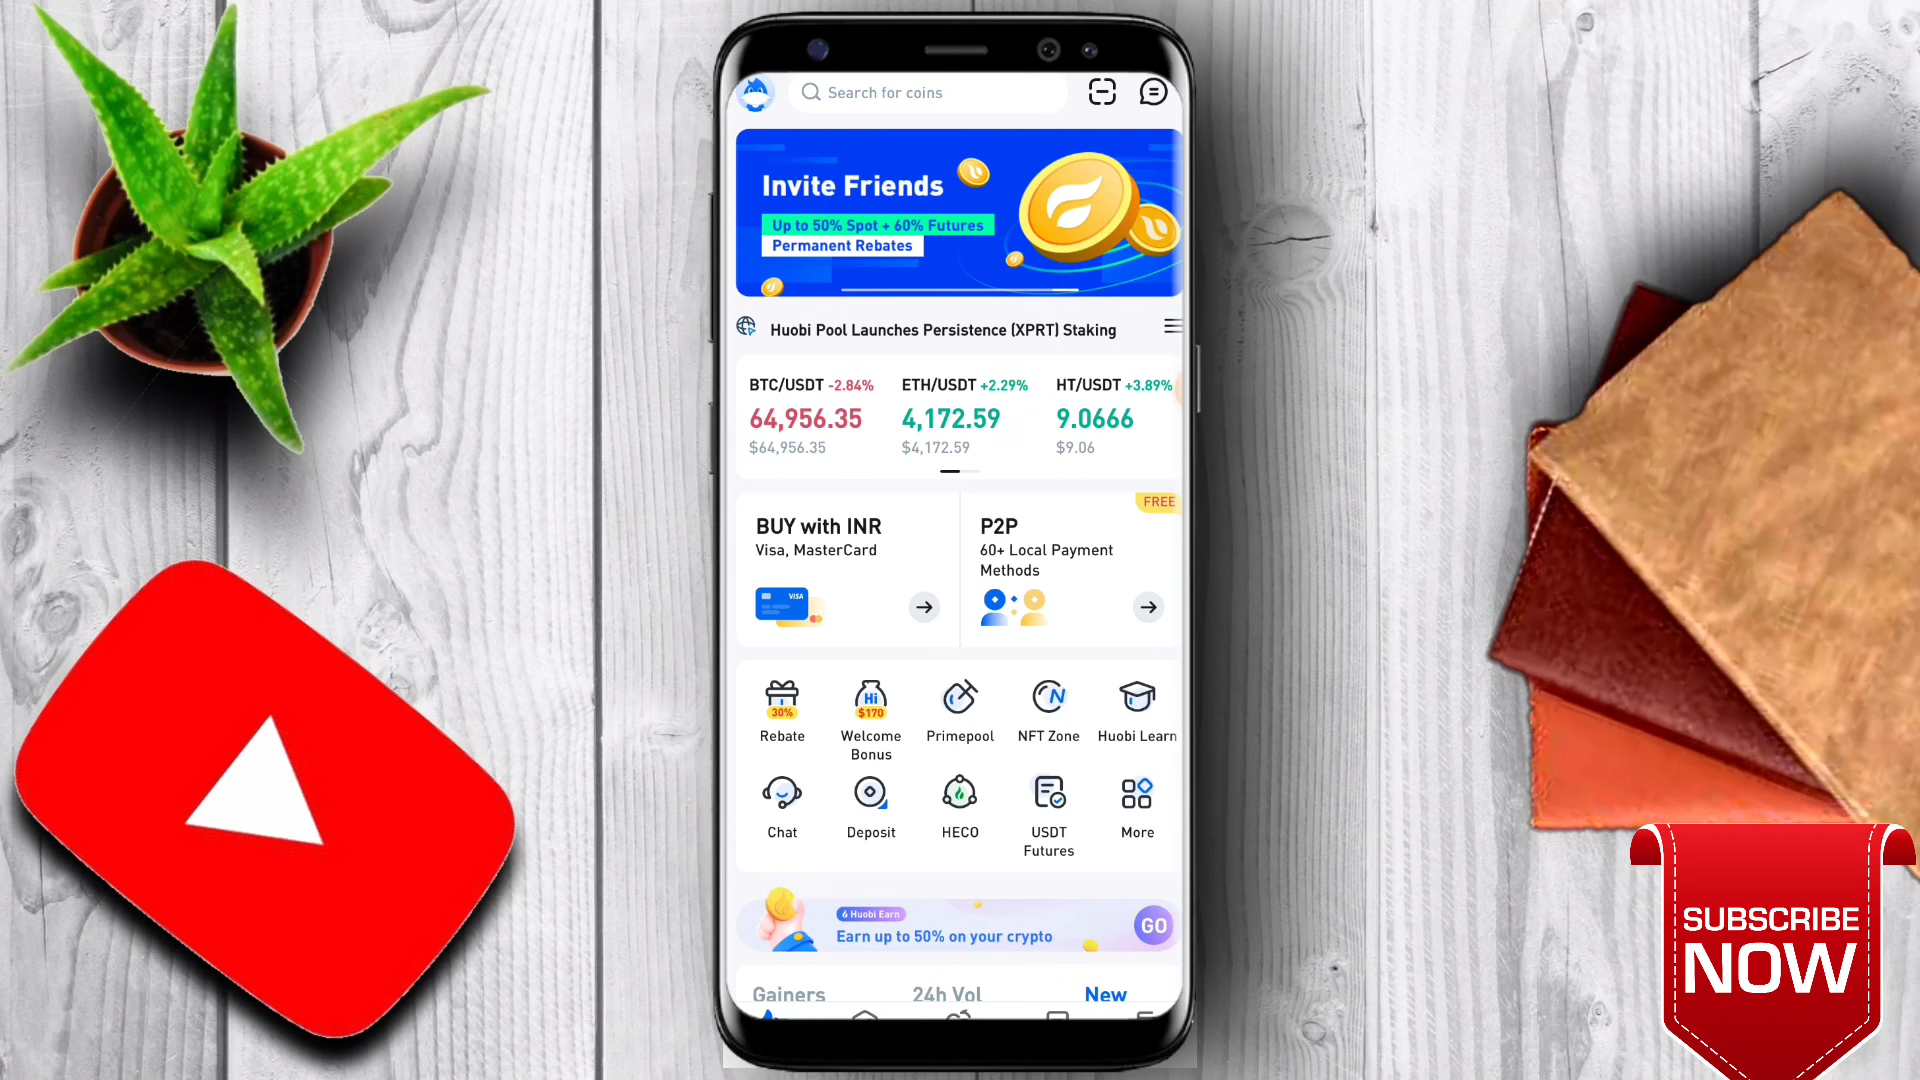 Search for coins
Invite Friends
Up to 50% Spot + 60% Futures
Permanent Rebates
Huobi Pool Launches Persistence (XPRT) Staking
BTC/USDT -2.84%
64,956.35
$64,956.35
ETH/USDT +2.29%
4,172.59
$4,172.59
HT/USDT +3.89%
9.0666
$9.06
BUY with INR
Visa, MasterCard
VISA
FREE
P2P
60+ Local Payment
Methods
30%
Rebate
Hi
$170
Welcome
Bonus
Primepool
N
NFT Zone
Huobi Learn
Chat
Deposit
HECO
USDT
Futures
More
Huobi Earn
Earn up to 50% on your crypto
GO
Gainers
24h Vol
New
SUBSCRIBE
NOW